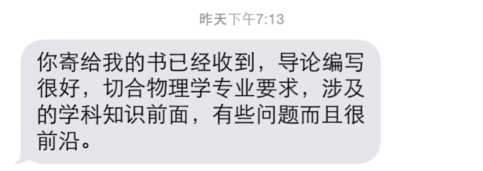 昨天下午7:13
你寄给我的书已经收到，导论编写
很好，切合物理学专业要求，涉及
的学科知识前面，有些问题而且很
前沿。